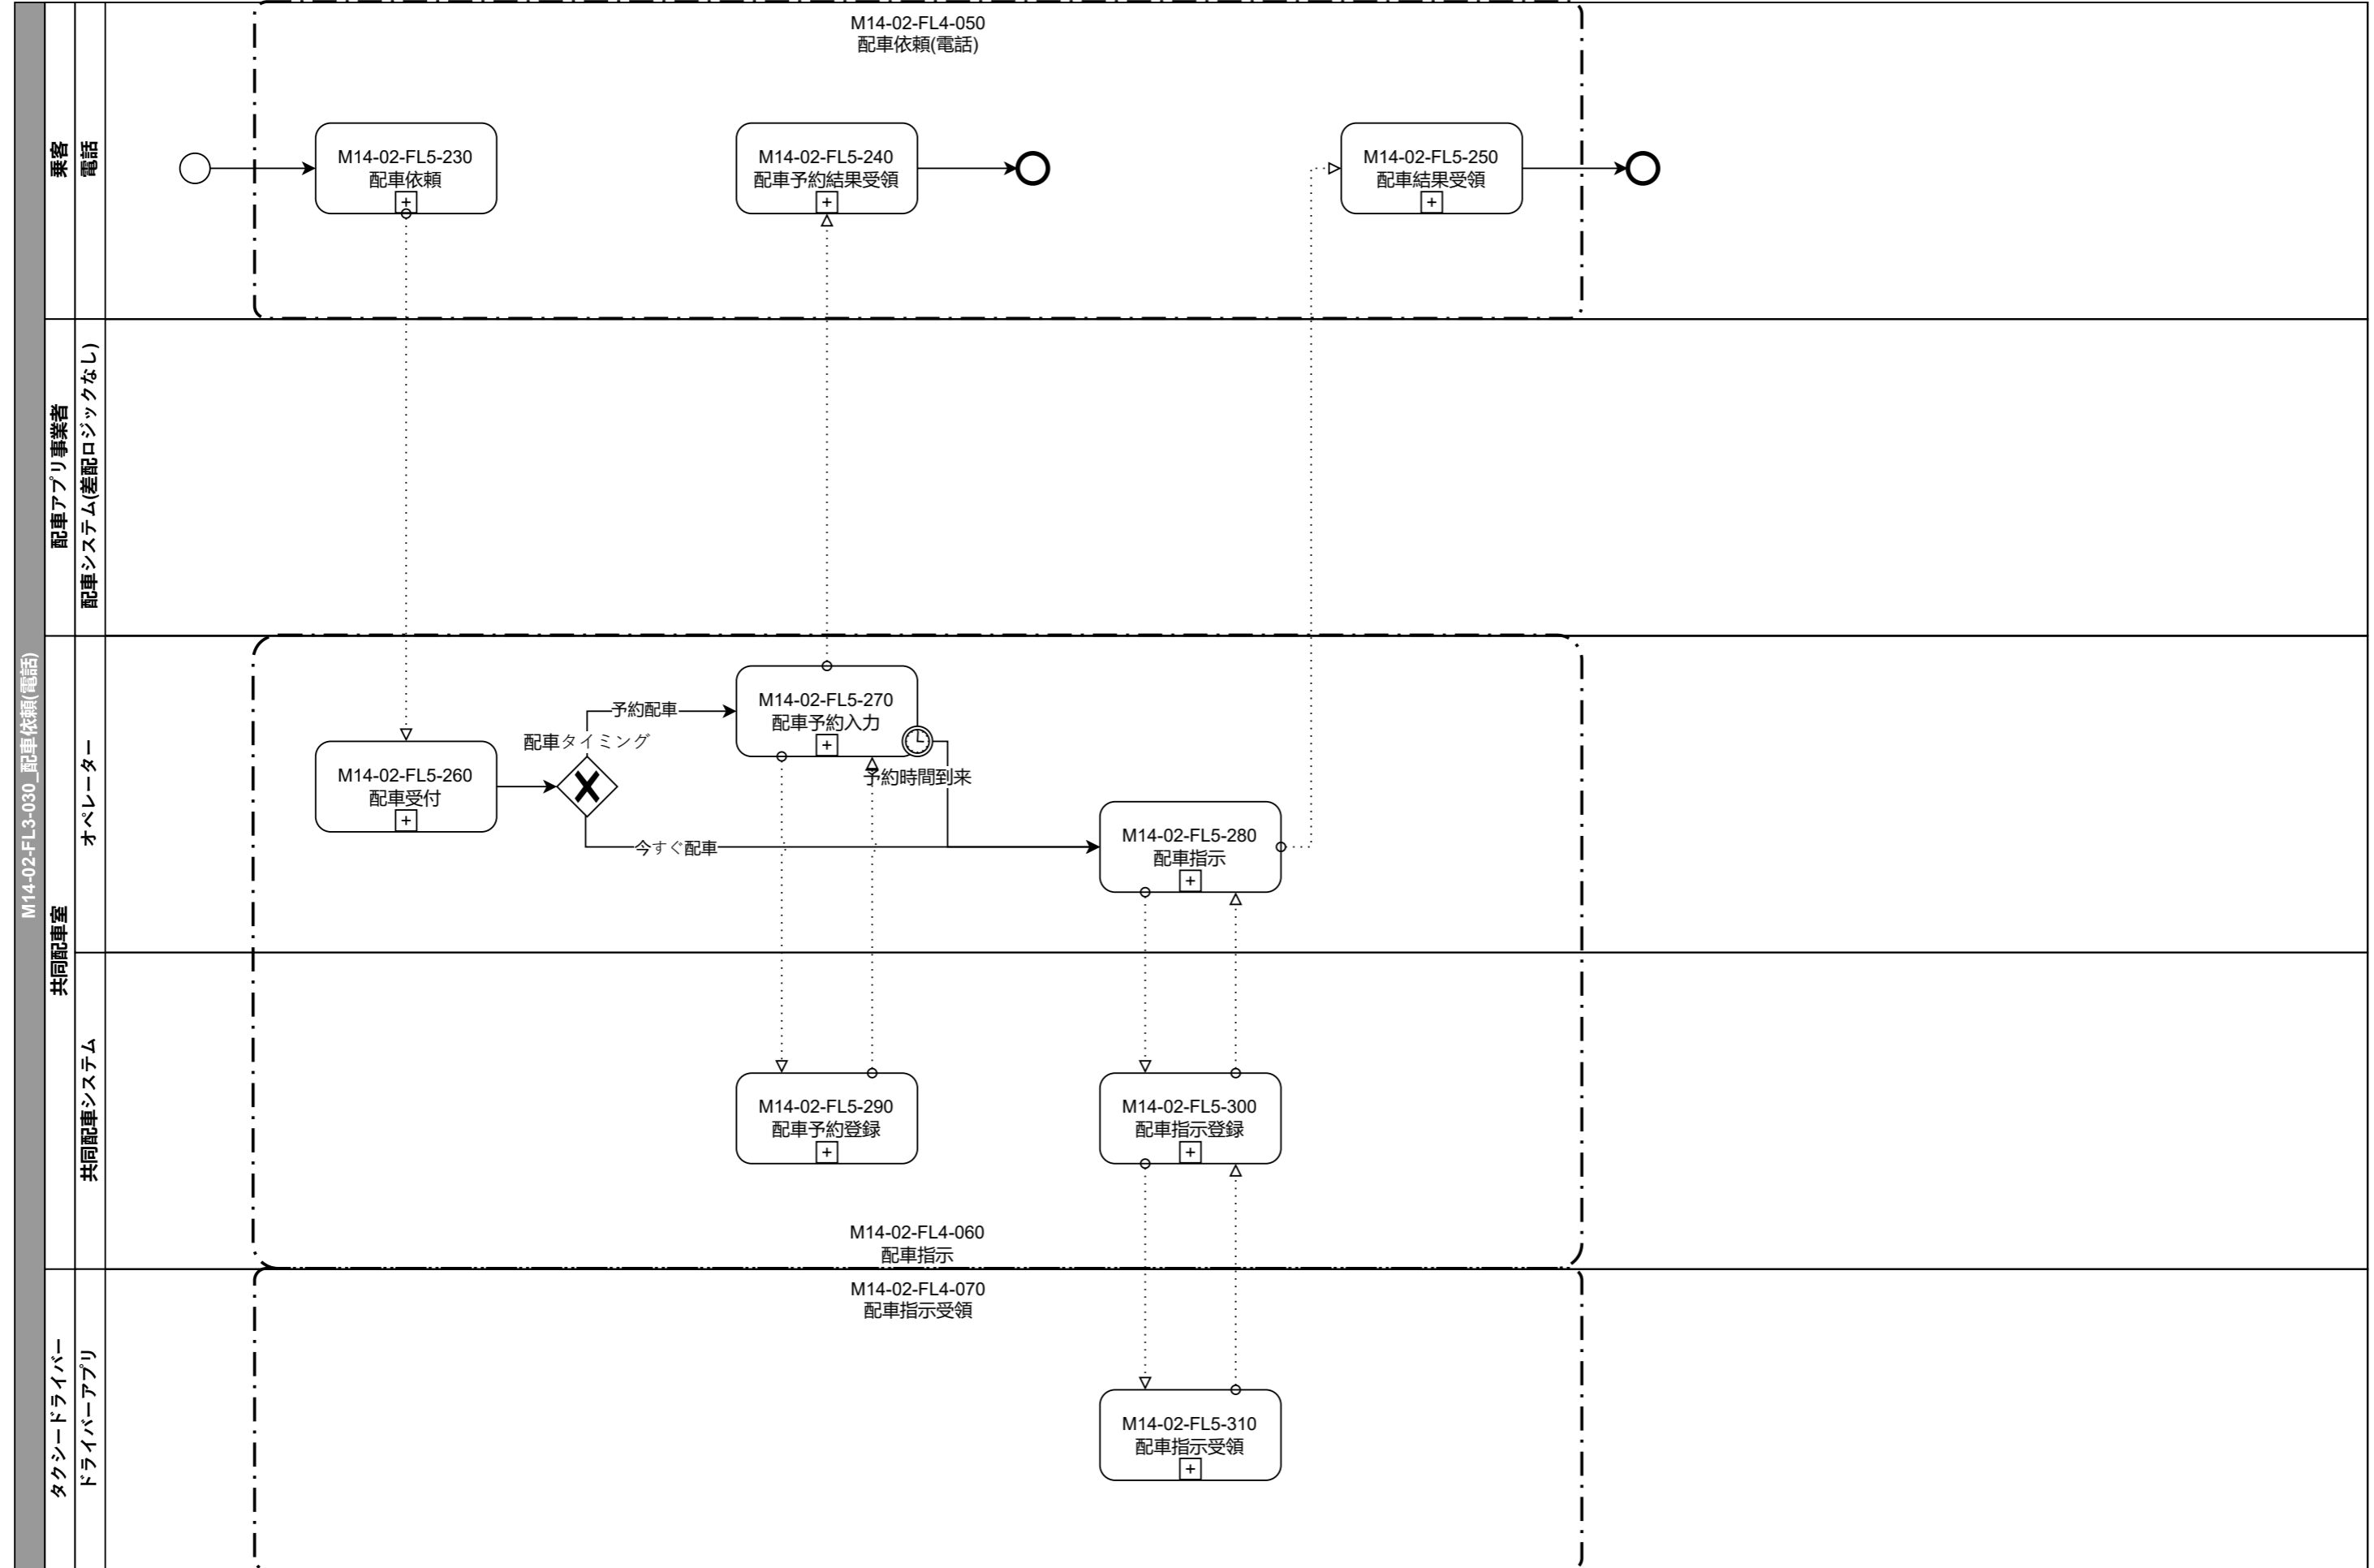 M14-02-FL3-030_配車依頼(電話)
乗客
電話
M14-02-FL4-050
配車依頼(電話)
M14-02-FL5-230
配車依頼
M14-02-FL5-240
配車予約結果受領
M14-02-FL5-250
配車結果受領
配車アプリ事業者
配車システム(差配ロジックなし)
共同配車室
オペレーター
M14-02-FL5-260
配車受付
配車タイミング
予約配車
今すぐ配車
M14-02-FL5-270
配車予約入力
予約時間到来
M14-02-FL5-280
配車指示
共同配車システム
M14-02-FL5-290
配車予約登録
M14-02-FL5-300
配車指示登録
M14-02-FL4-060
配車指示
タクシードライバー
ドライバーアプリ
M14-02-FL4-070
配車指示受領
M14-02-FL5-310
配車指示受領